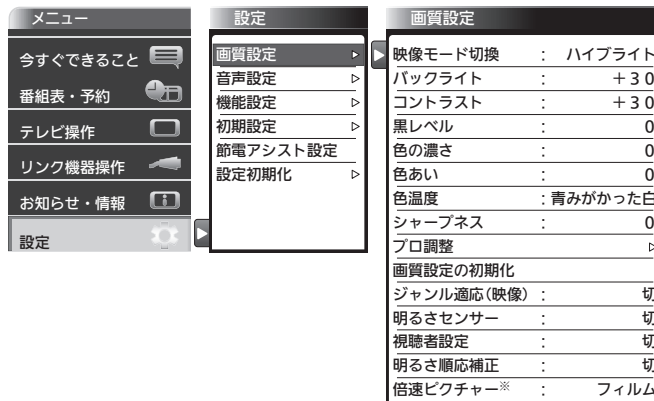 メニュー
今すぐできること
番組表・予約
テレビ操作
リンク機器操作
お知らせ・情報
設定
設定
画質設定
音声設定
機能設定
初期設定
節電アシスト設定
設定初期化
画質設定
映像モード切換 : ハイブライト
バックライト : +30
コントラスト : +30
黒レベル : 0
色の濃さ : 0
色あい : 0
色温度 : 青みがかった白
シャープネス : 0
プロ調整
画質設定の初期化
ジャンル適応(映像) : 切
明るさセンサー : 切
視聴者設定 : 切
明るさ順応補正 : 切
倍速ピクチャー※ : フィルム